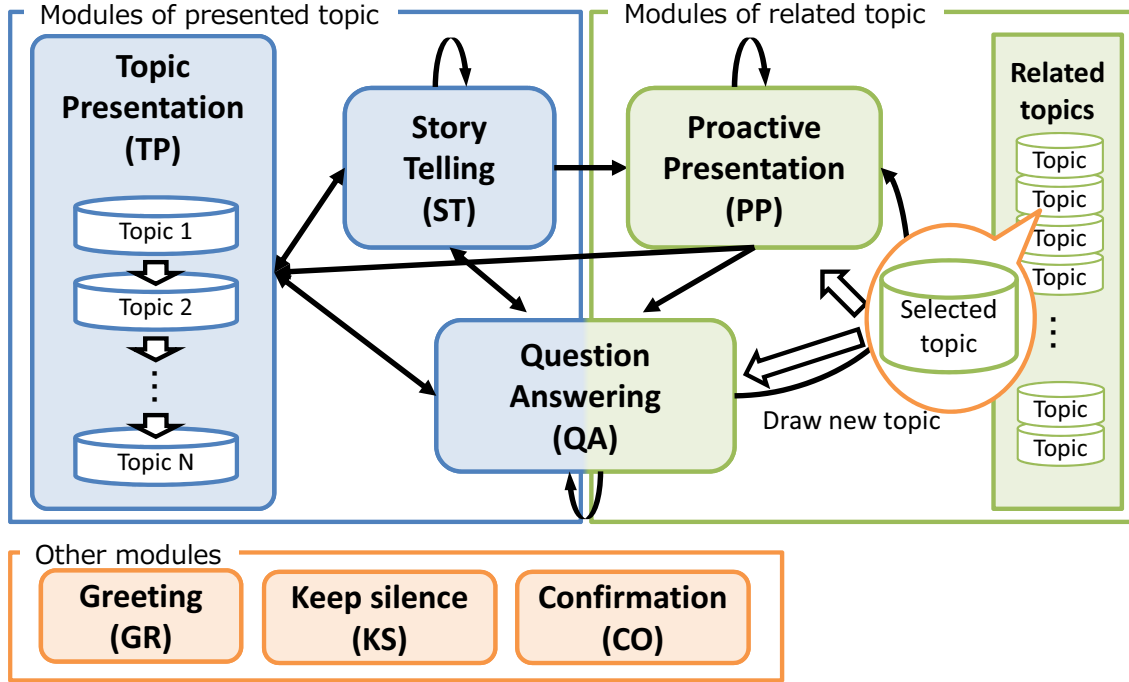 Modules of presented topic
Modules of related topic
Topic
Presentation
(TP)
Topic 1
Topic 2
⋮
Topic N
Story
Telling
(ST)
Proactive
Presentation
(PP)
Question
Answering
(QA)
Related
topics
Topic
Topic
Topic
Topic
⋮
Topic
Topic
Selected
topic
Draw new topic
Other modules
Greeting
(GR)
Keep silence
(KS)
Confirmation
(CO)